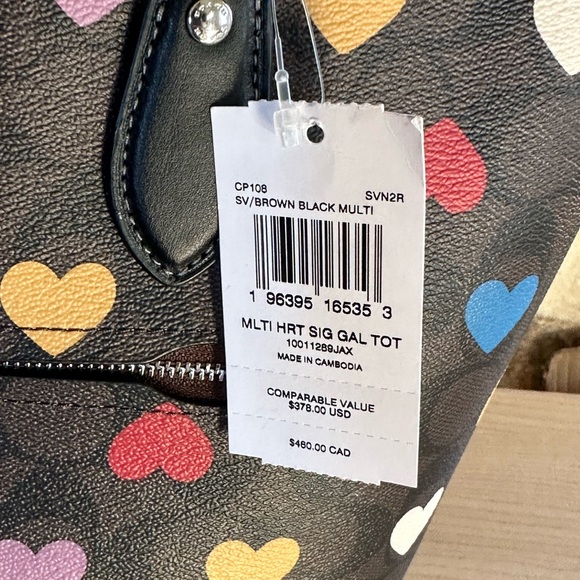 CP108 SVN2R
SV/BROWN BLACK MULTI
1 96395 16535 3
MLTI HRT SIG GAL TOT
10011289JAX
MADE IN CAMBODIA
COMPARABLE VALUE
$378.00 USD
$460.00 CAD